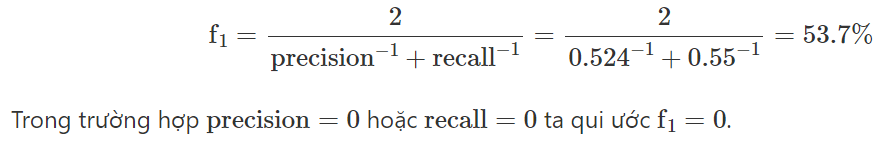 f₁ = 2 / (precision⁻¹ + recall⁻¹) = 2 / (0.524⁻¹ + 0.55⁻¹) = 53.7%
Trong trường hợp precision = 0 hoặc recall = 0 ta qui ước f₁ = 0.